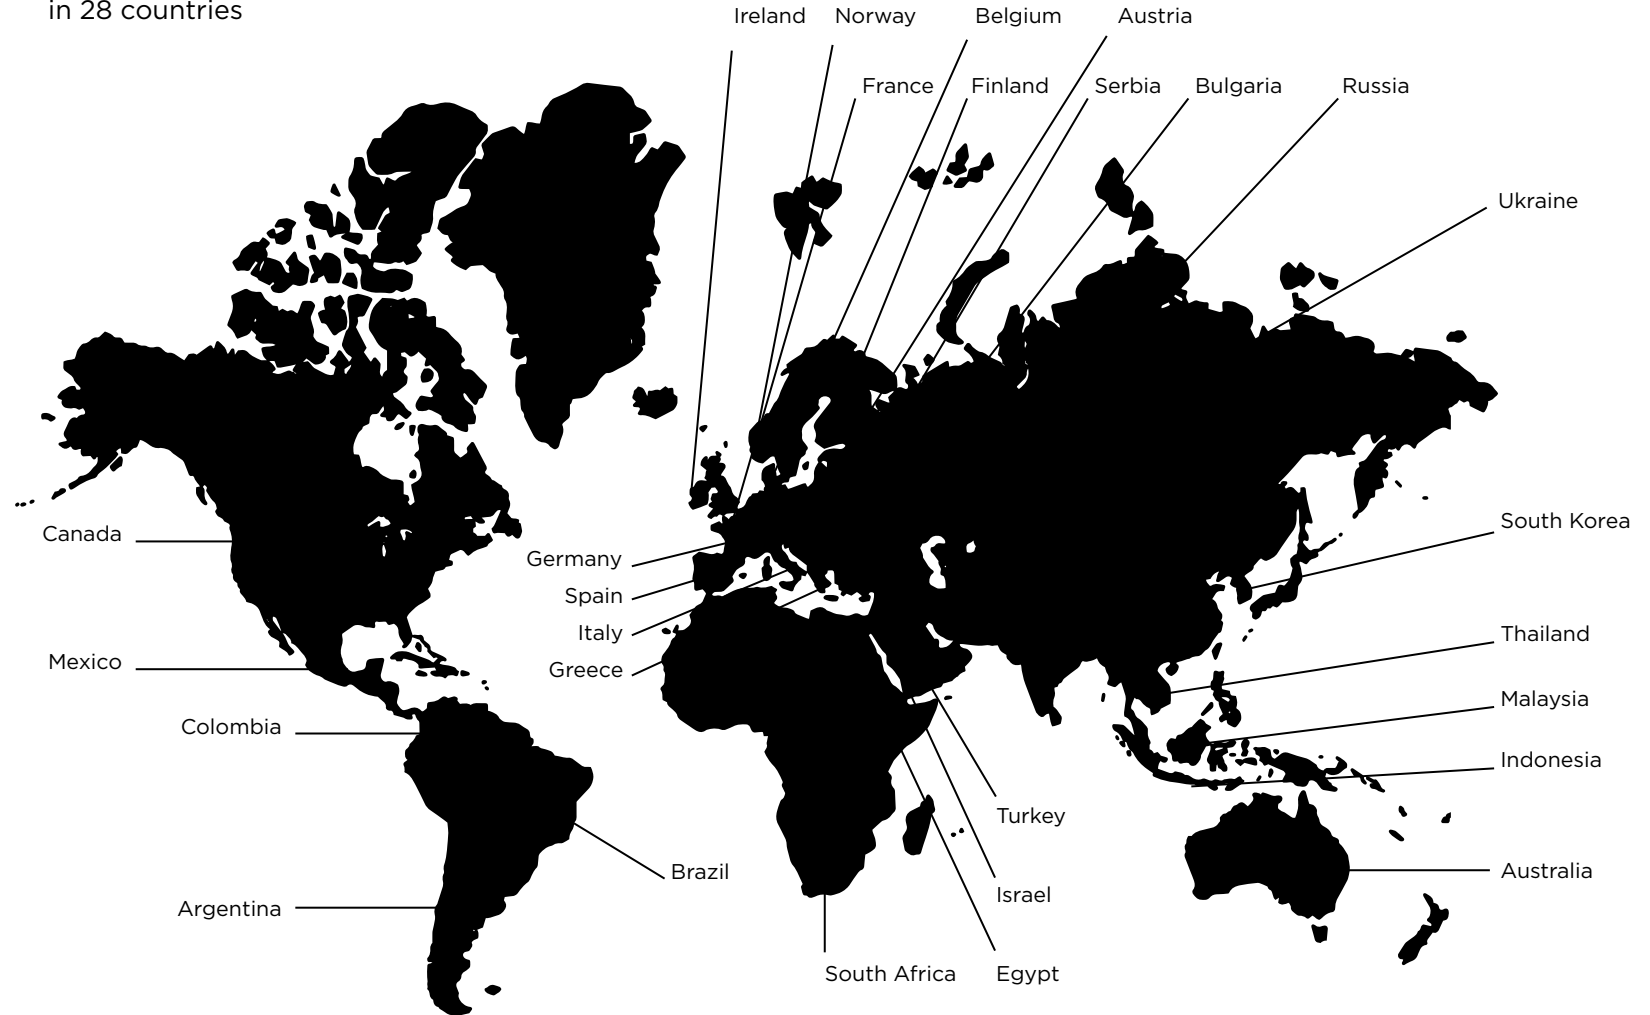 in 28 countries
Ireland
Norway
Belgium
Austria
France
Finland
Serbia
Bulgaria
Russia
Ukraine
Canada
Mexico
Colombia
Argentina
Brazil
Germany
Spain
Italy
Greece
South Korea
Thailand
Malaysia
Indonesia
Australia
Turkey
Israel
Egypt
South Africa